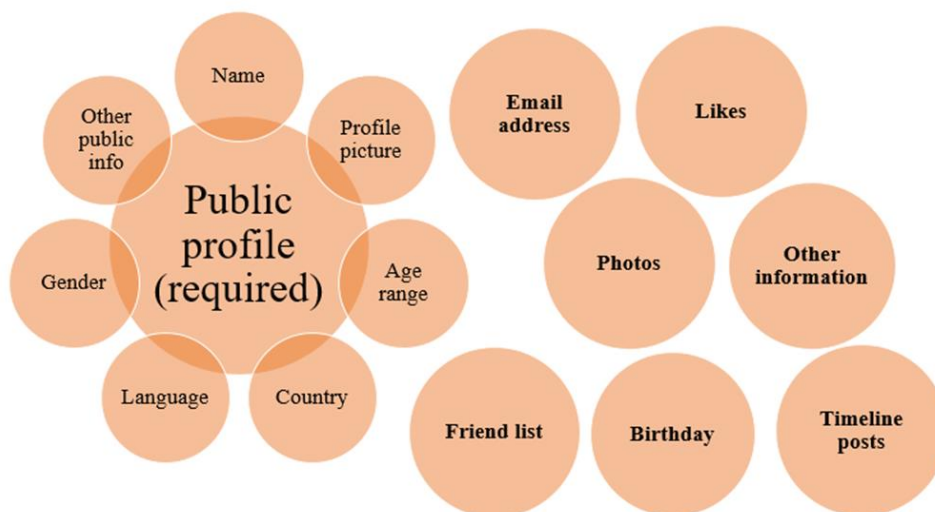 Name
Other
public
info
Profile
picture
Public
profile
(required)
Gender
Age
range
Language
Country
Email
address
Likes
Photos
Other
information
Friend list
Birthday
Timeline
posts